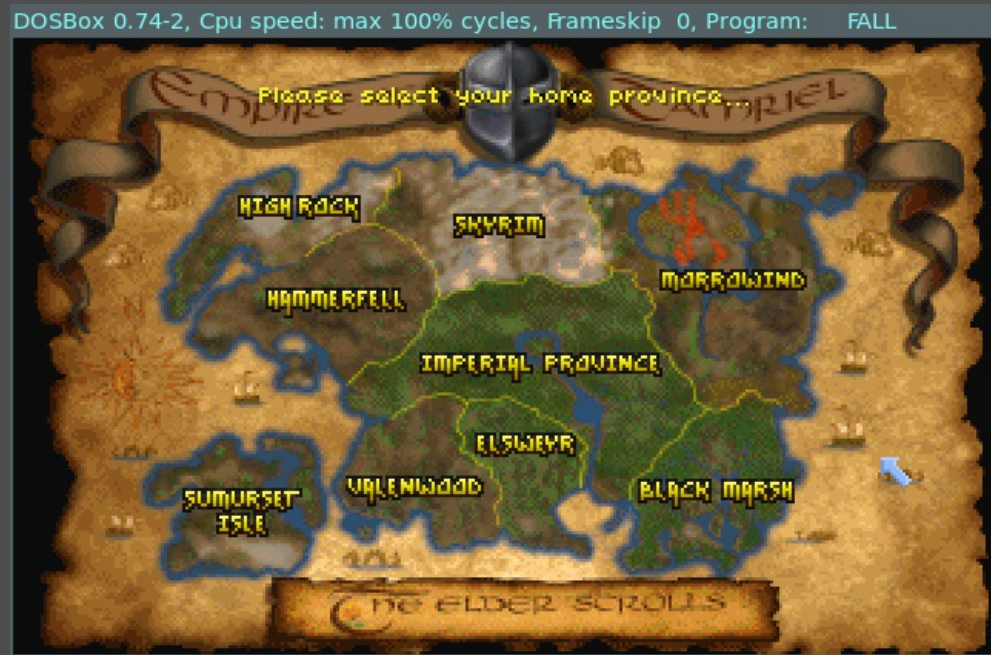 DOSBox 0.74-2, Cpu speed: max 100% cycles, Frameskip 0, Program: FALL
EMPIRE TAMRIEL
Please select your home province...
HIGH ROCK
SKYRIM
MORROWIND
HAMMERFELL
IMPERIAL PROVINCE
ELSWEYR
VALENWOOD
BLACK MARSH
SUMURSET
ISLE
THE ELDER SCROLLS